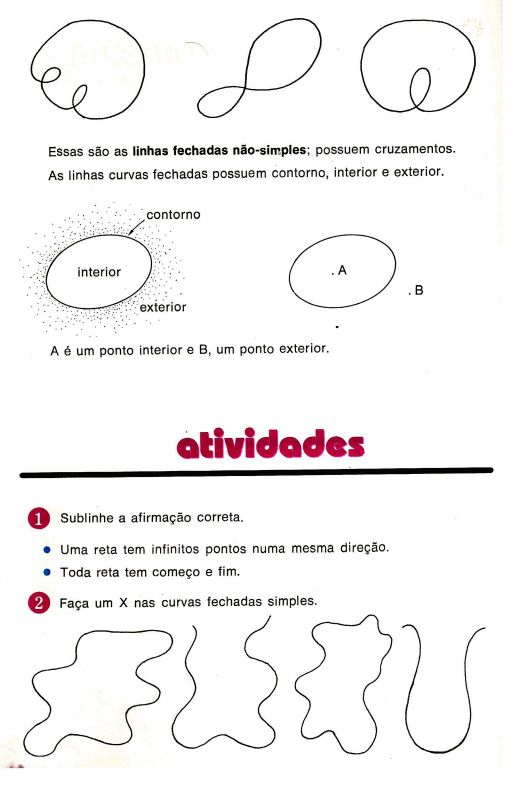 Essas são as linhas fechadas não-simples; possuem cruzamentos.
As linhas curvas fechadas possuem contorno, interior e exterior.
contorno
interior
exterior
. A
. B
A é um ponto interior e B, um ponto exterior.
atividades
1 Sublinhe a afirmação correta.
• Uma reta tem infinitos pontos numa mesma direção.
• Toda reta tem começo e fim.
2 Faça um X nas curvas fechadas simples.